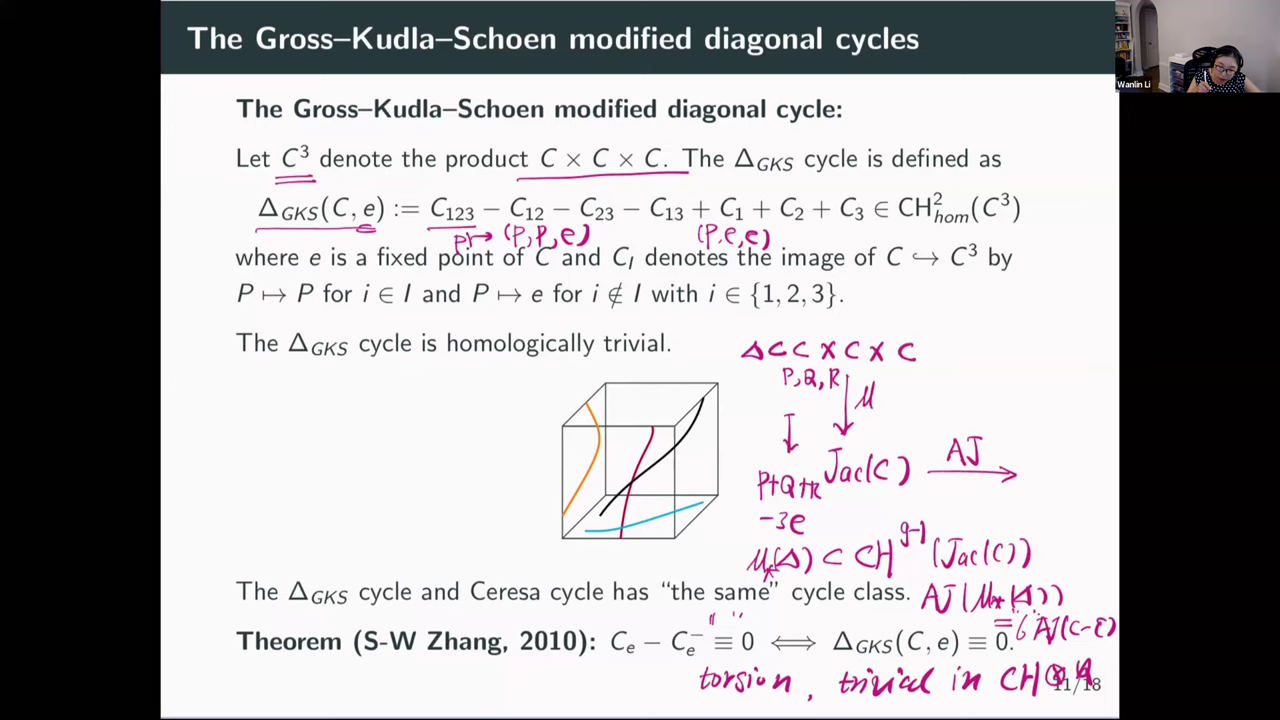 The Gross–Kudla–Schoen modified diagonal cycles
Wanlin Li
The Gross–Kudla–Schoen modified diagonal cycle:
Let C³ denote the product C × C × C. The Δ_GKS cycle is defined as
Δ_GKS(C, e) := C₁₂₃ − C₁₂ − C₂₃ − C₁₃ + C₁ + C₂ + C₃ ∈ CH²_hom(C³)
P ↦ (P, P, e) (P, e, e)
where e is a fixed point of C and C_I denotes the image of C ↪ C³ by
P ↦ P for i ∈ I and P ↦ e for i ∉ I with i ∈ {1, 2, 3}.
The Δ_GKS cycle is homologically trivial.
Δ ⊂ C × C × C
P, Q, R
μ
Jac(C) AJ
P+Q+R
−3e
μ_*(Δ) ⊂ CH^{g−1}(Jac(C))
The Δ_GKS cycle and Ceresa cycle has “the same” cycle class.
AJ(μ_*(Δ))
= 6 AJ(C−C)
Theorem (S-W Zhang, 2010): C_e − C_e^− ≡ 0 ⟺ Δ_GKS(C, e) ≡ 0.
torsion, trivial in CH⊗
11/18